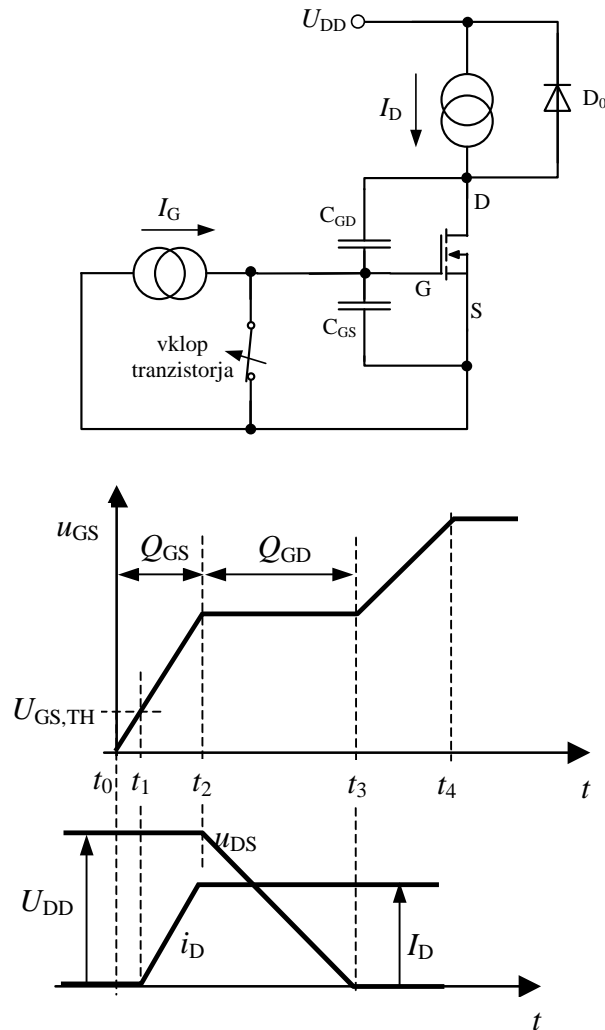 U_DD
I_D
D_0
D
I_G
C_GD
G
S
C_GS
vklop
tranzistorja
u_GS
Q_GS
Q_GD
U_GS,TH
t_0
t_1
t_2
t_3
t_4
t
u_DS
U_DD
i_D
I_D
t